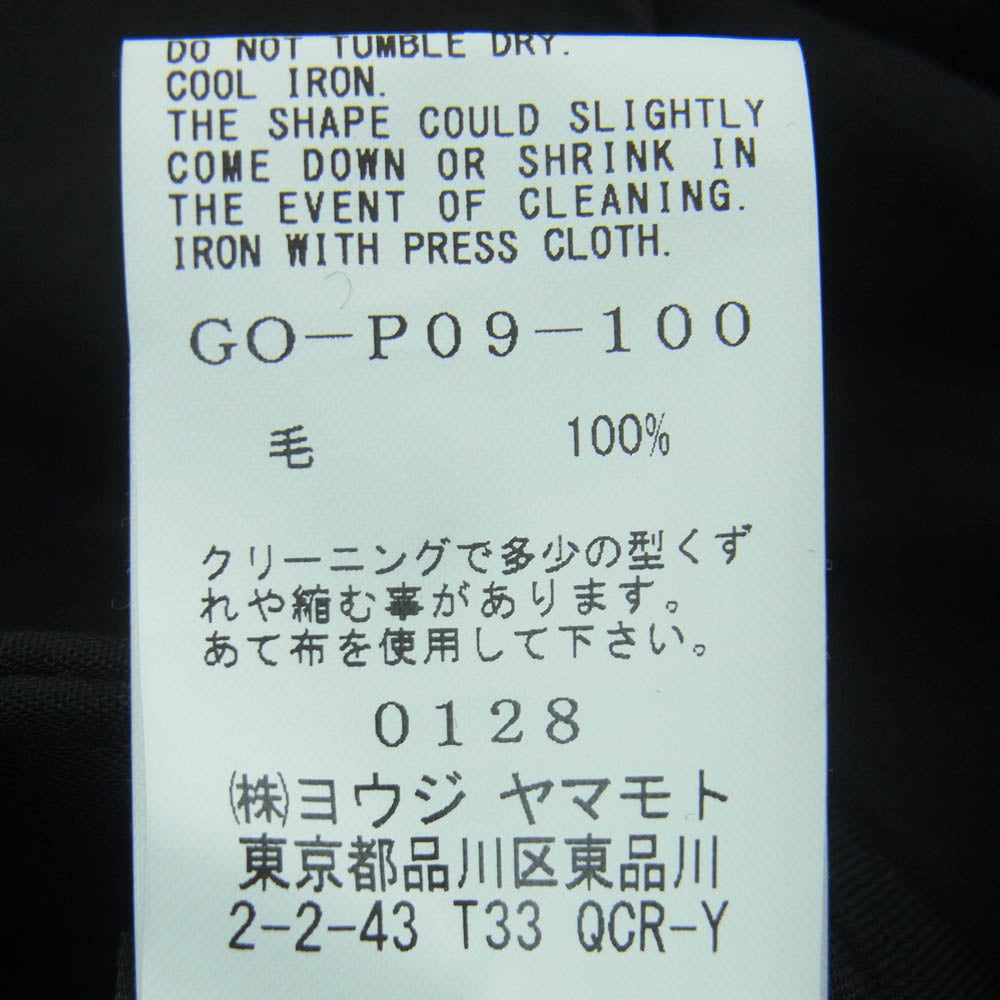 DO NOT TUMBLE DRY.
COOL IRON.
THE SHAPE COULD SLIGHTLY
COME DOWN OR SHRINK IN
THE EVENT OF CLEANING.
IRON WITH PRESS CLOTH.
GO-P09-100
毛 100%
クリーニングで多少の型くず
れや縮む事があります。
あて布を使用して下さい。
0128
㈱ヨウジ ヤマモト
東京都品川区東品川
2-2-43 T33 QCR-Y